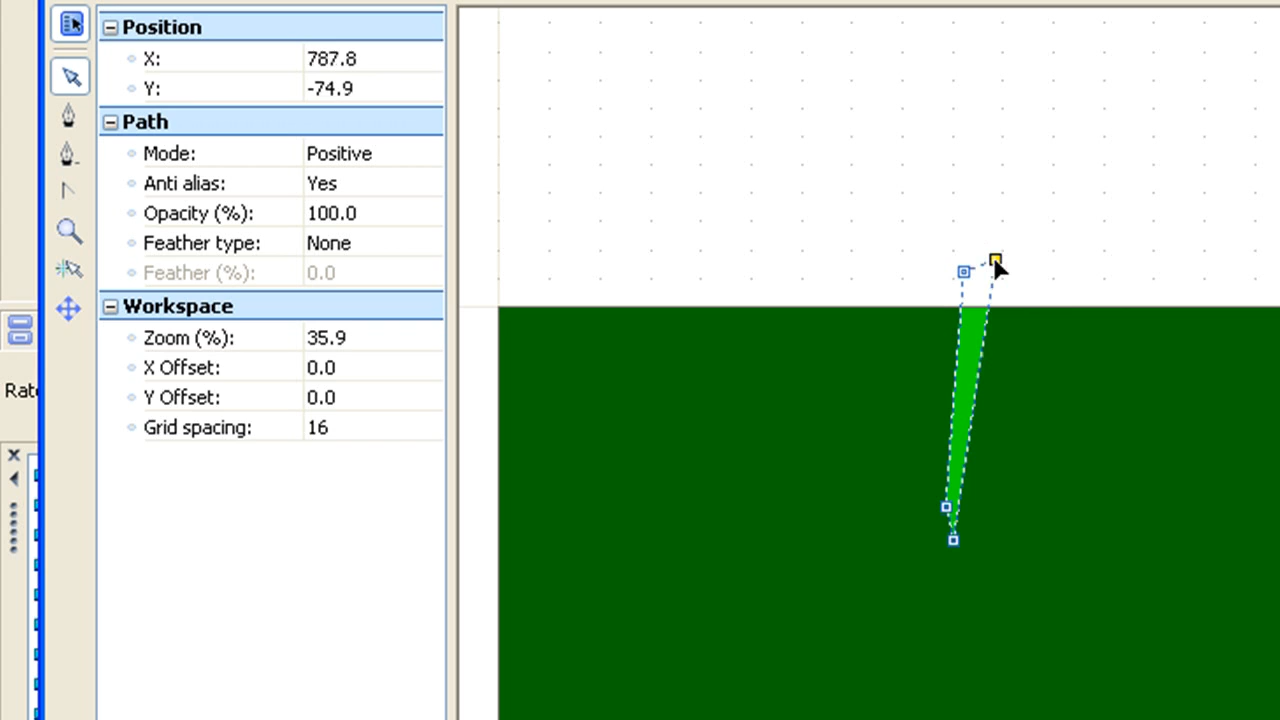 Position
X: 787.8
Y: -74.9
Path
Mode: Positive
Anti alias: Yes
Opacity (%): 100.0
Feather type: None
Feather (%): 0.0
Workspace
Zoom (%): 35.9
X Offset: 0.0
Y Offset: 0.0
Grid spacing: 16